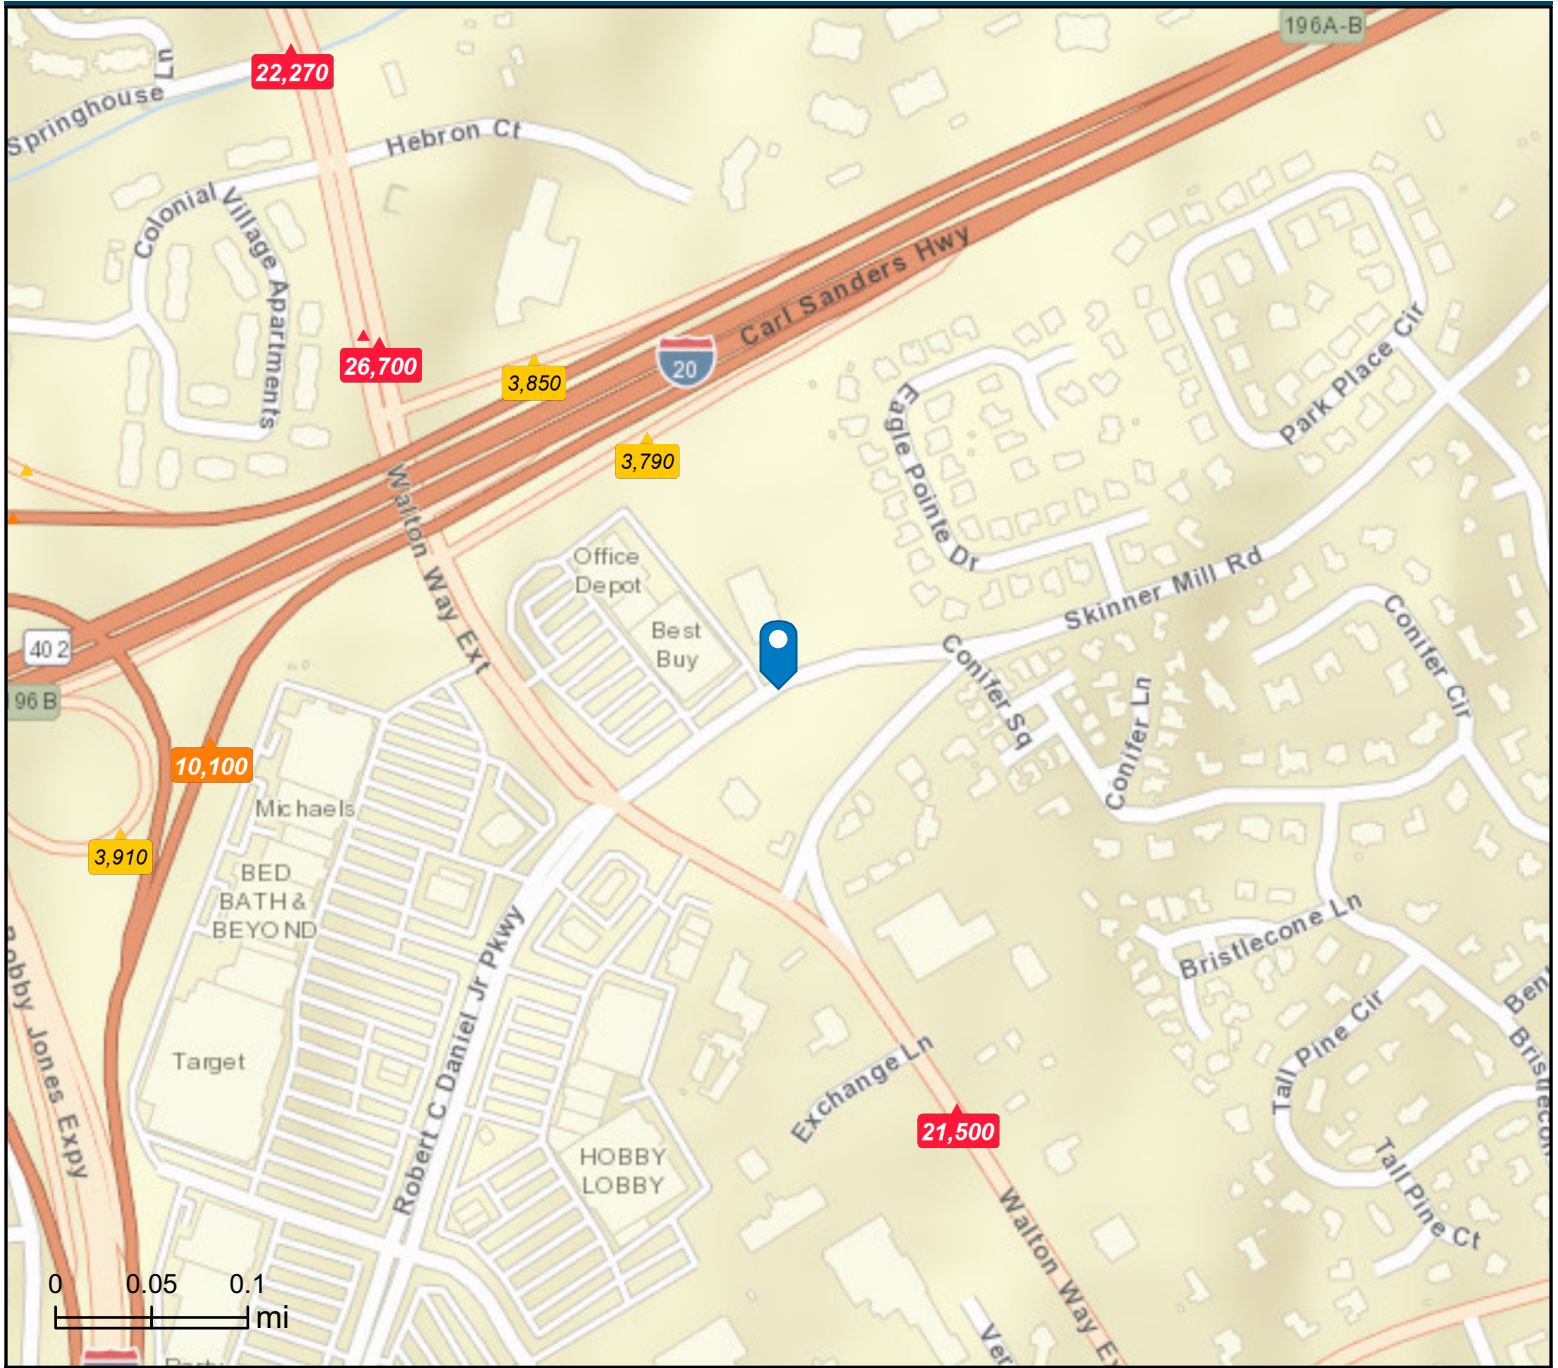 196A-B
22,270
Springhouse Ln
Hebron Ct
Colonial Village Apartments
Carl Sanders Hwy
26,700
3,850
20
3,790
Park Place Cir
Eagle Pointe Dr
Walton Way Ext
Office
Depot
Skinner Mill Rd
Best
Buy
40 2
196 B
Conifer Sq
Conifer Ln
Conifer Cir
10,100
Michaels
3,910
BED
BATH &
BEYOND
Bristlecone Ln
Bobby Jones Expy
Robert C Daniel Jr Pkwy
Target
Exchange Ln
Tall Pine Cir
21,500
HOBBY
LOBBY
Tall Pine Ct
Walton Way Ex
0 0.05 0.1
mi